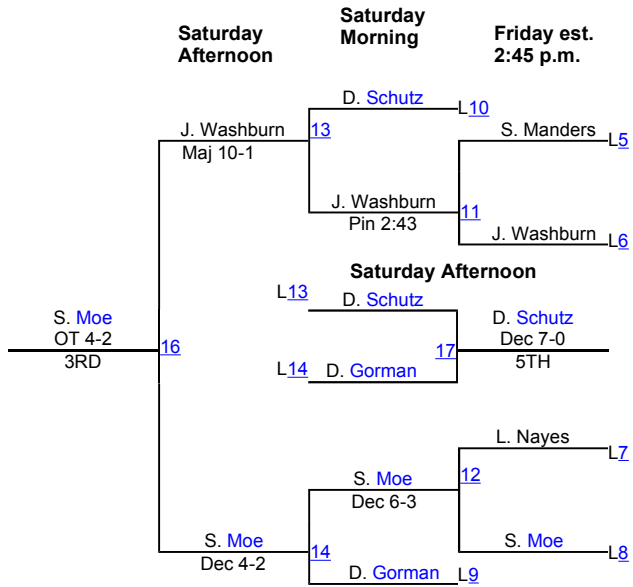 Saturday Afternoon
Saturday Morning
Friday est. 2:45 p.m.
D. Schutz
L10
J. Washburn
13
S. Manders
L5
Maj 10-1
J. Washburn
11
Pin 2:43
J. Washburn
L6
Saturday Afternoon
L13
D. Schutz
S. Moe
D. Schutz
OT 4-2
16
17
Dec 7-0
3RD
L14
D. Gorman
5TH
L. Nayes
L7
S. Moe
12
Dec 6-3
S. Moe
14
S. Moe
L8
Dec 4-2
D. Gorman
L9